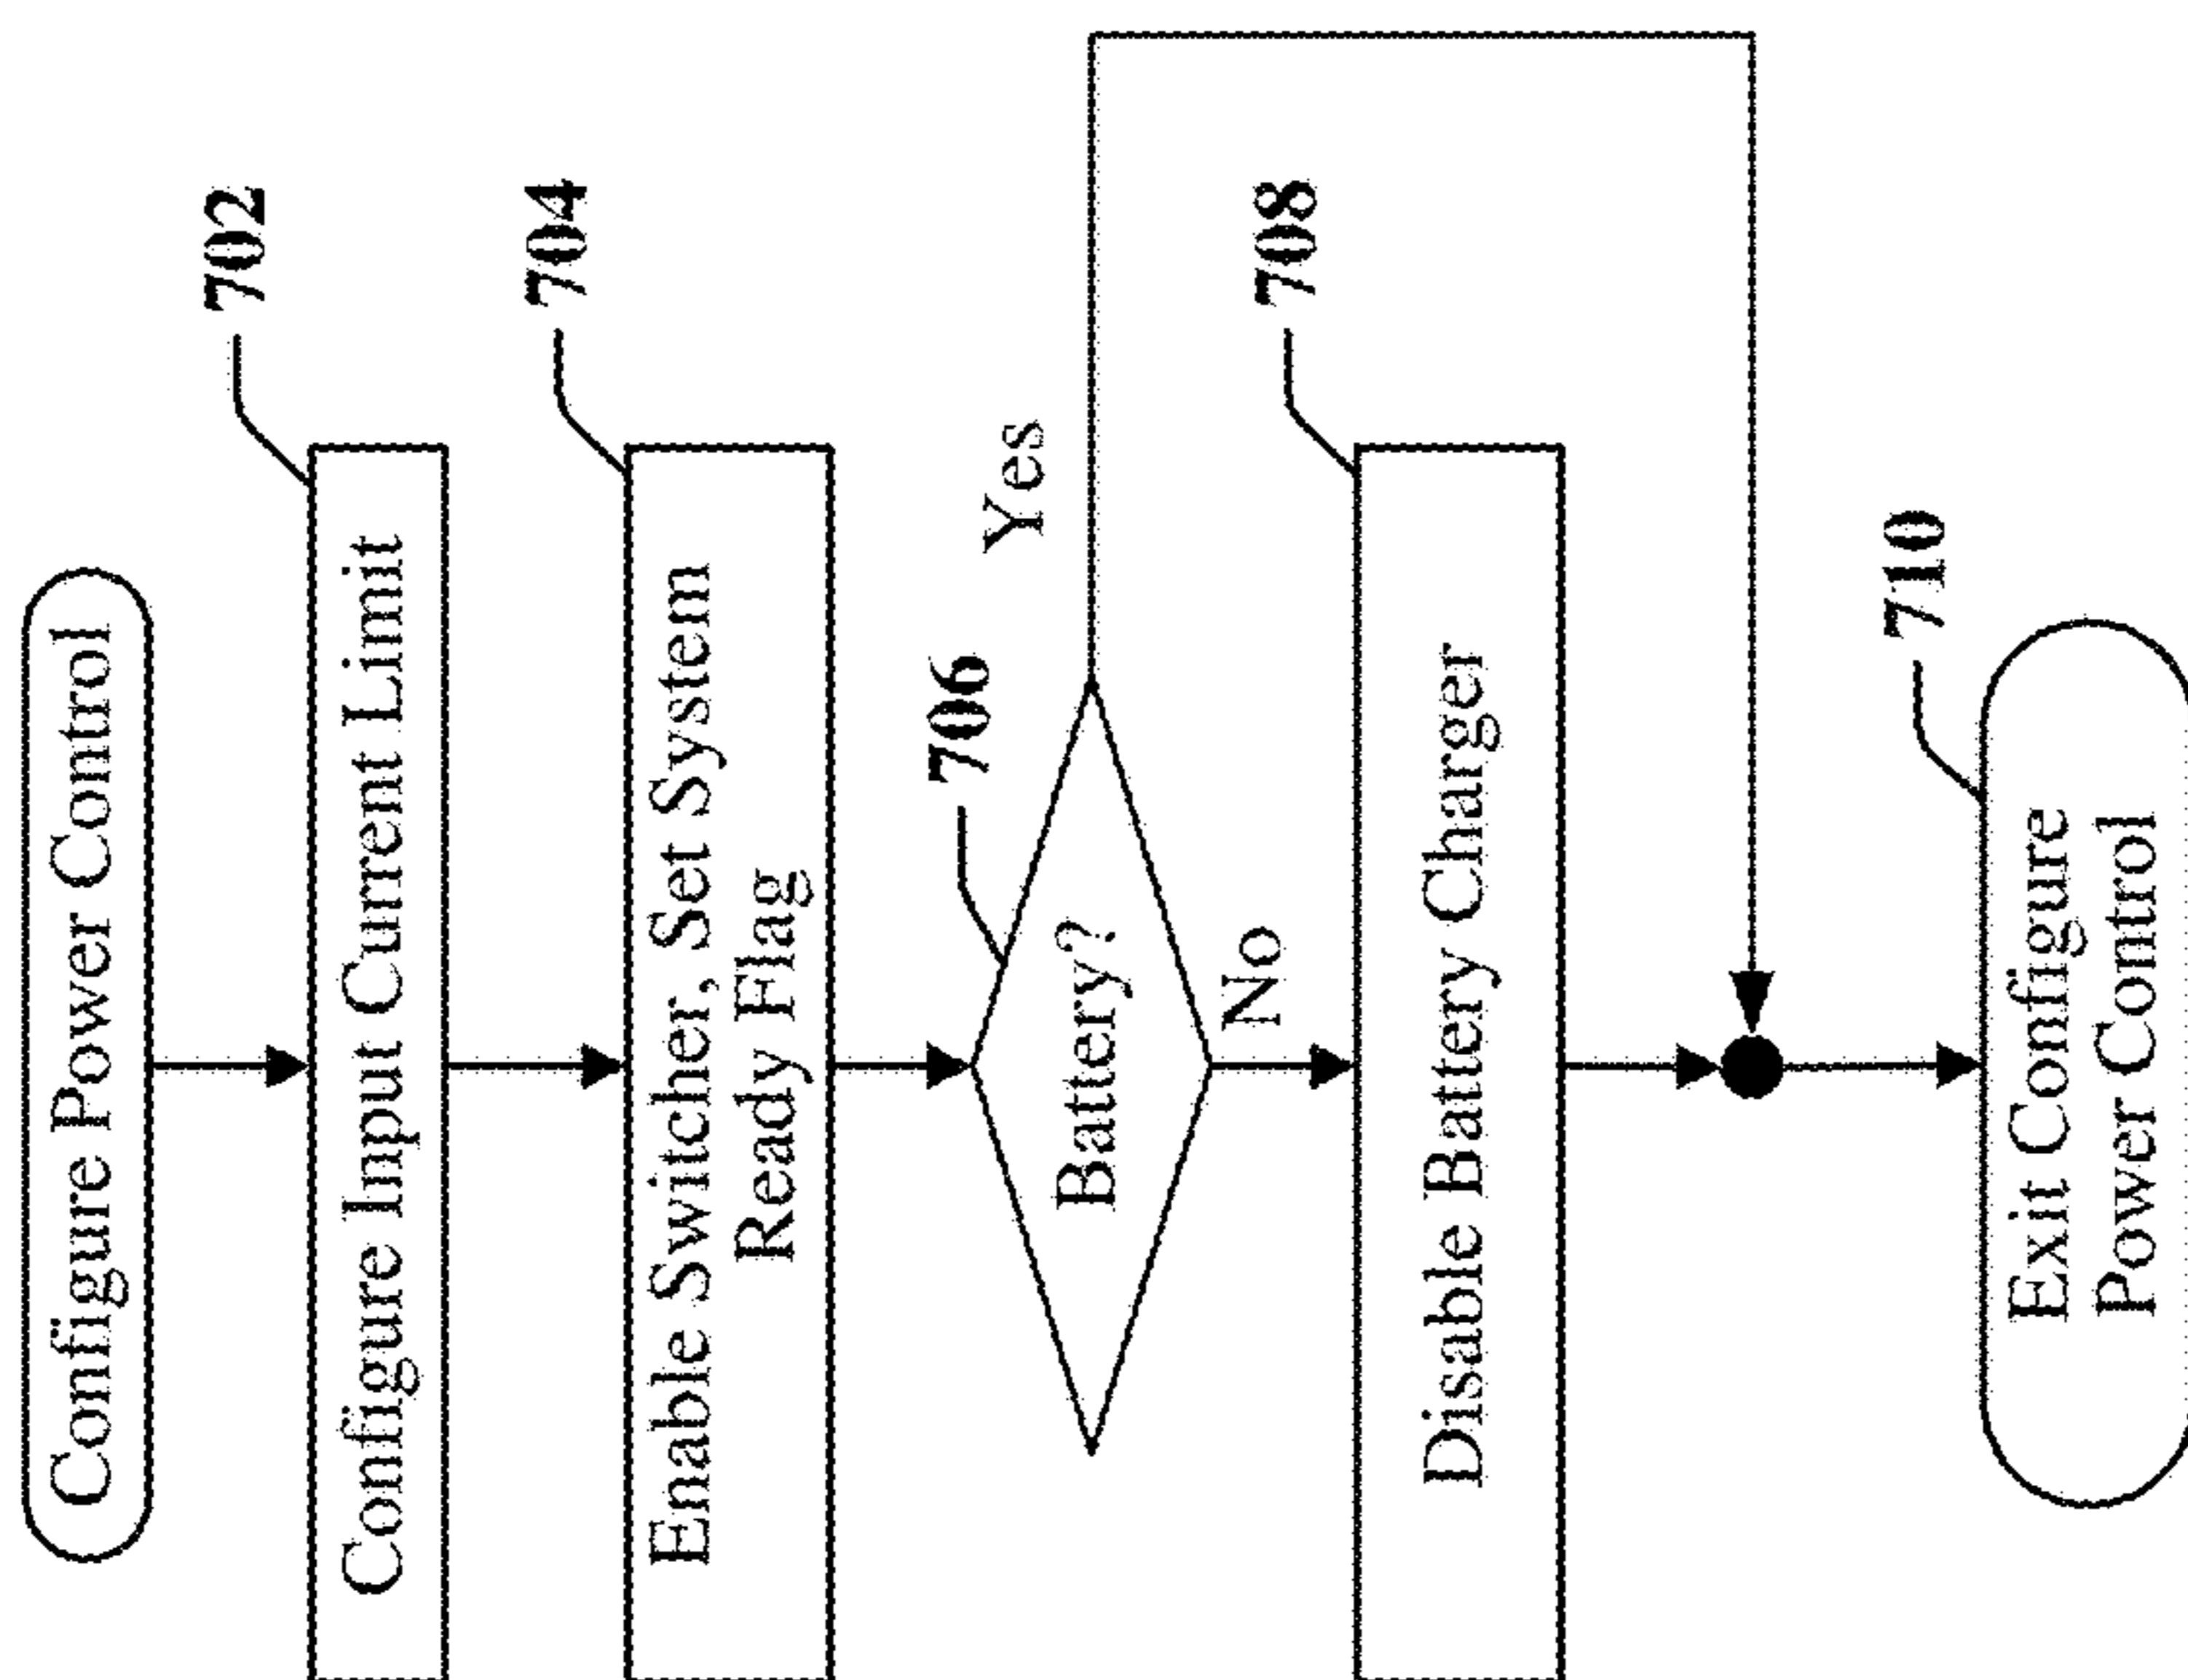 Configure Power Control
702
Configure Input Current Limit
704
Enable Switcher, Set System
Ready Flag
706
Battery?
Yes
No
708
Disable Battery Charger
710
Exit Configure
Power Control